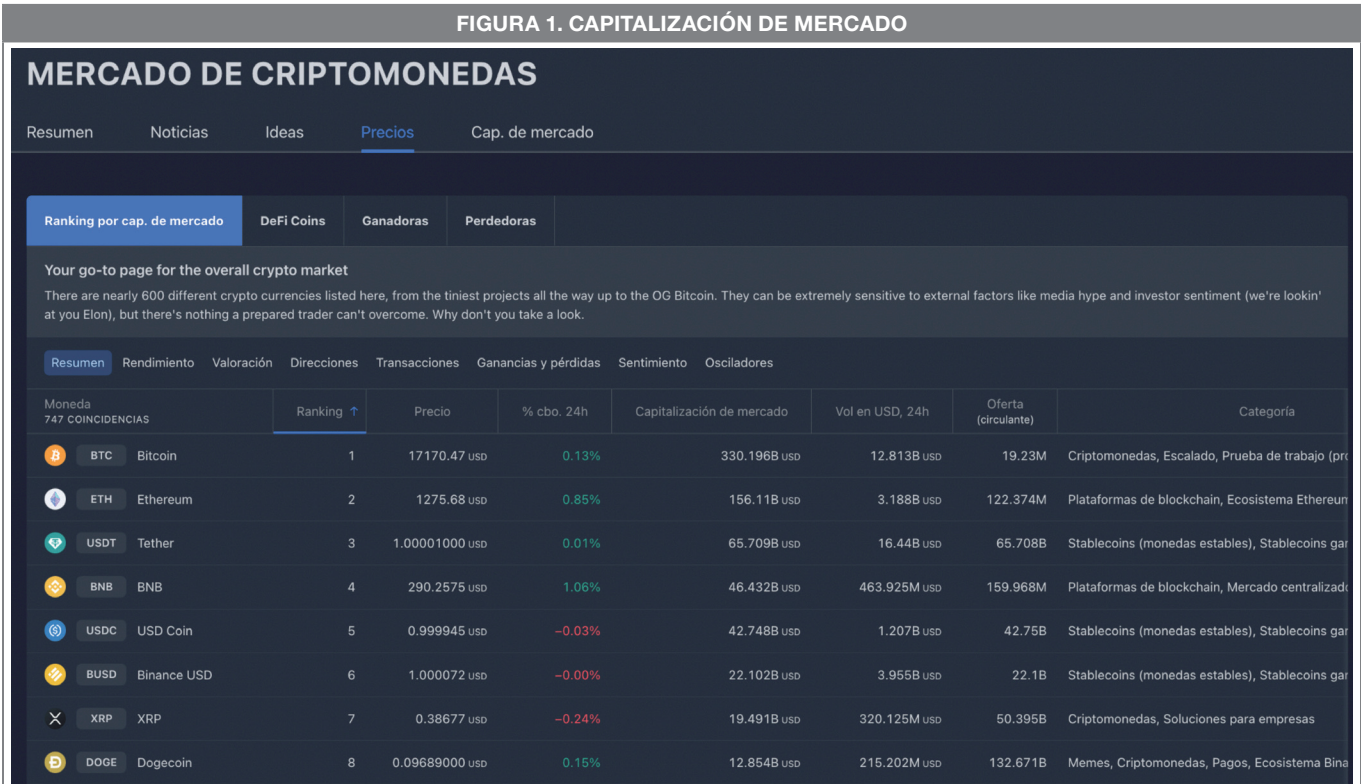 FIGURA 1. CAPITALIZACIÓN DE MERCADO
MERCADO DE CRIPTOMONEDAS
Resumen Noticias Ideas Precios Cap. de mercado
Ranking por cap. de mercado DeFi Coins Ganadoras Perdedoras
Your go-to page for the overall crypto market
There are nearly 600 different crypto currencies listed here, from the tiniest projects all the way up to the OG Bitcoin. They can be extremely sensitive to external factors like media hype and investor sentiment (we're lookin'
at you Elon), but there's nothing a prepared trader can't overcome. Why don't you take a look.
Resumen Rendimiento Valoración Direcciones Transacciones Ganancias y pérdidas Sentimiento Osciladores
Moneda Ranking ↑ Precio % cbo. 24h Capitalización de mercado Vol en USD, 24h Oferta Categoría
747 COINCIDENCIAS (circulante)
BTC Bitcoin 1 17170.47 USD 0.13% 330.196B USD 12.813B USD 19.23M Criptomonedas, Escalado, Prueba de trabajo (pro
ETH Ethereum 2 1275.68 USD 0.85% 156.11B USD 3.188B USD 122.374M Plataformas de blockchain, Ecosistema Ethereum
USDT Tether 3 1.00001000 USD 0.01% 65.709B USD 16.44B USD 65.708B Stablecoins (monedas estables), Stablecoins gar
BNB BNB 4 290.2575 USD 1.06% 46.432B USD 463.925M USD 159.968M Plataformas de blockchain, Mercado centralizado
USDC USD Coin 5 0.999945 USD −0.03% 42.748B USD 1.207B USD 42.75B Stablecoins (monedas estables), Stablecoins gar
BUSD Binance USD 6 1.000072 USD −0.00% 22.102B USD 3.955B USD 22.1B Stablecoins (monedas estables), Stablecoins gar
XRP XRP 7 0.38677 USD −0.24% 19.491B USD 320.125M USD 50.395B Criptomonedas, Soluciones para empresas
DOGE Dogecoin 8 0.09689000 USD 0.15% 12.854B USD 215.202M USD 132.671B Memes, Criptomonedas, Pagos, Ecosistema Bina